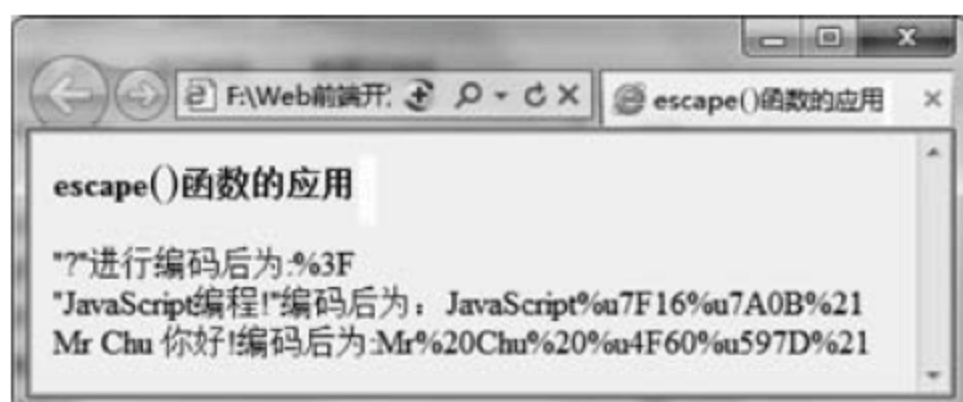 F:\Web前端开
escape()函数的应用
escape()函数的应用
"?"进行编码后为:%3F
"JavaScript编程!"编码后为：JavaScript%u7F16%u7A0B%21
Mr Chu 你好!编码后为:Mr%20Chu%20%u4F60%u597D%21